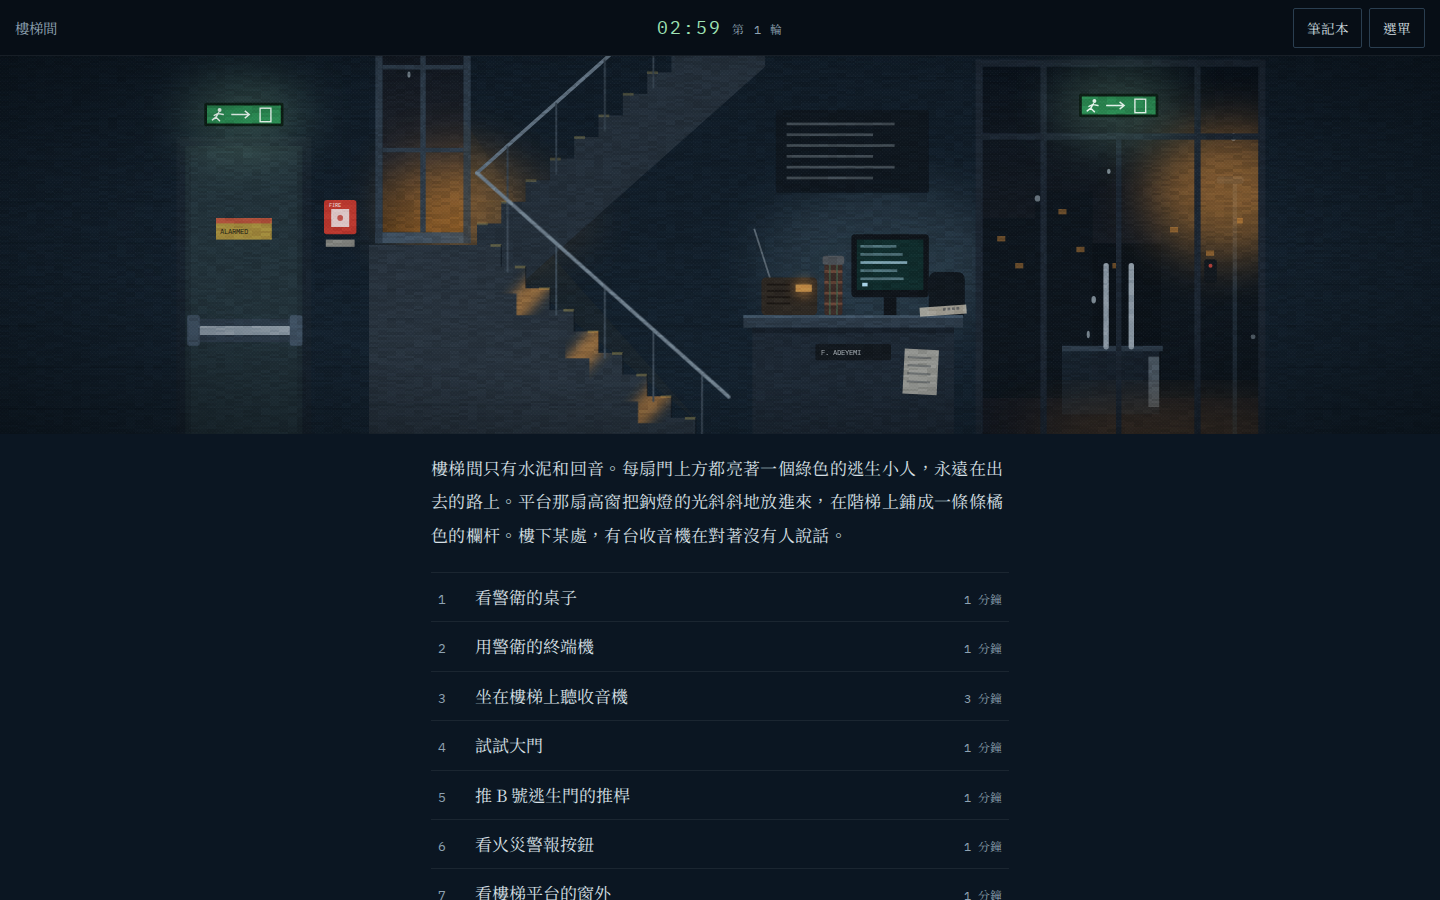 樓梯間
02:59 第 1 輪
筆記本
選單
ALARMED
FIRE
F. ADEYEMI
樓梯間只有水泥和回音。每扇門上方都亮著一個綠色的逃生小人，永遠在出
去的路上。平台那扇高窗把鈉燈的光斜斜地放進來，在階梯上鋪成一條條橘
色的欄杆。樓下某處，有台收音機在對著沒有人說話。
1 看警衛的桌子 1 分鐘
2 用警衛的終端機 1 分鐘
3 坐在樓梯上聽收音機 3 分鐘
4 試試大門 1 分鐘
5 推 B 號逃生門的推桿 1 分鐘
6 看火災警報按鈕 1 分鐘
7 看樓梯平台的窗外 1 分鐘